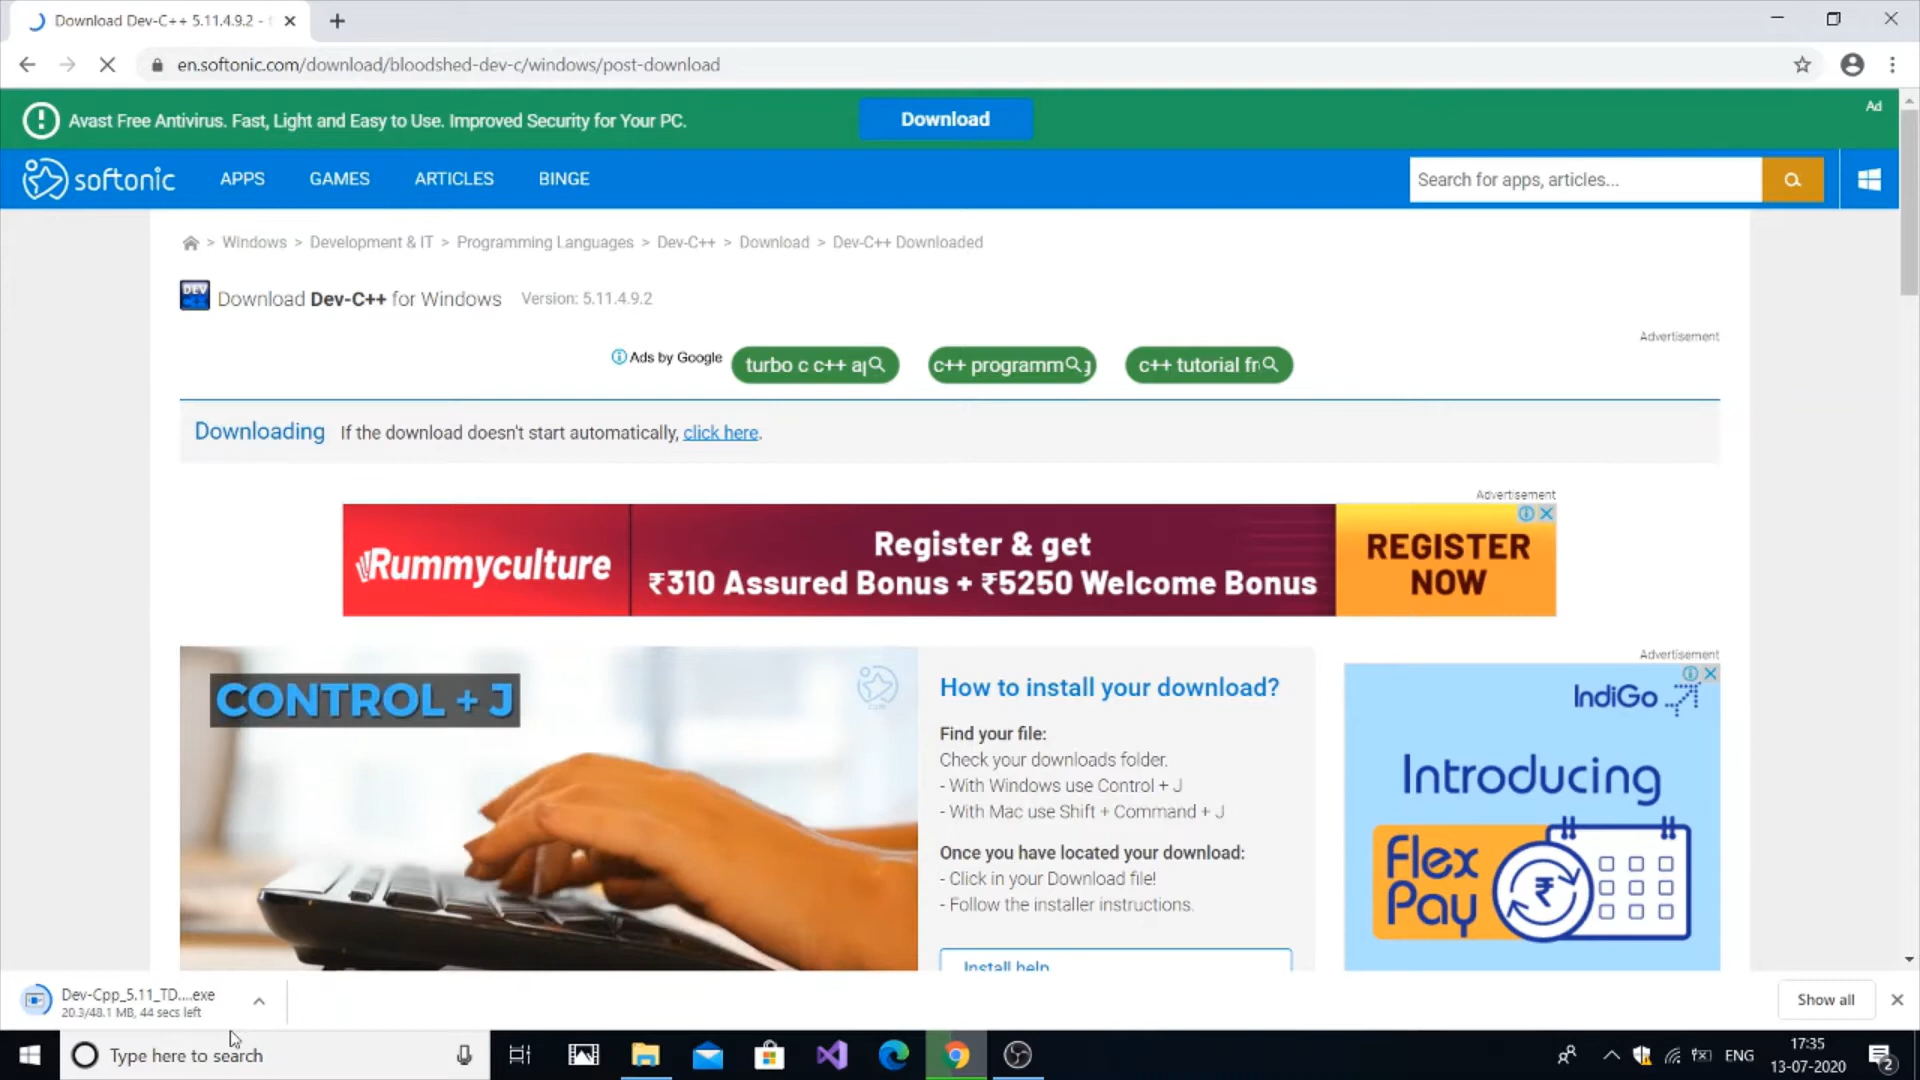 Download Dev-C++ 5.11.4.9.2 -
en.softonic.com/download/bloodshed-dev-c/windows/post-download
Avast Free Antivirus. Fast, Light and Easy to Use. Improved Security for Your PC.
Download
Ad
softonic
APPS
GAMES
ARTICLES
BINGE
Search for apps, articles...
> Windows > Development & IT > Programming Languages > Dev-C++ > Download > Dev-C++ Downloaded
DEV
Download Dev-C++ for Windows
Version: 5.11.4.9.2
Advertisement
Ads by Google
turbo c c++ a
c++ programm
c++ tutorial fr
Downloading
If the download doesn't start automatically, click here.
Advertisement
Rummyculture
Register & get
₹310 Assured Bonus + ₹5250 Welcome Bonus
REGISTER
NOW
CONTROL + J
How to install your download?
Find your file:
Check your downloads folder.
- With Windows use Control + J
- With Mac use Shift + Command + J
Once you have located your download:
- Click in your Download file!
- Follow the installer instructions.
Install help
Advertisement
IndiGo
Introducing
Flex
Pay
Dev-Cpp_5.11_TD....exe
20.3/48.1 MB, 44 secs left
Show all
Type here to search
ENG
17:35
13-07-2020
2